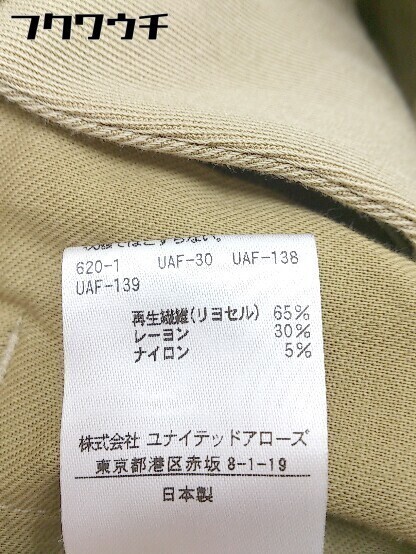 フクワウチ
620-1 UAF-30 UAF-138
UAF-139
再生繊維(リヨセル) 65%
レーヨン 30%
ナイロン 5%
株式会社 ユナイテッドアローズ
東京都港区赤坂8-1-19
日本製